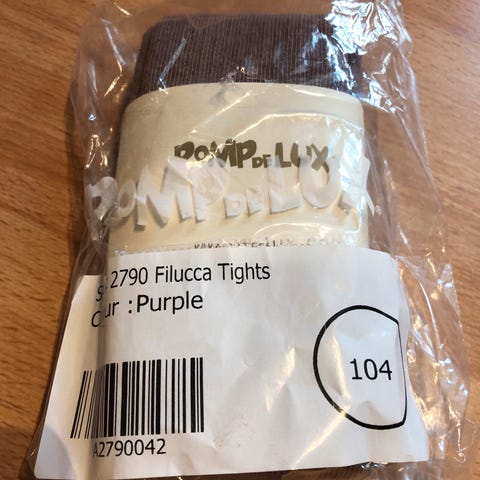 POMP DE LUX
POMP DE LUX
2790 Filucca Tights
:Purple
104
A2790042